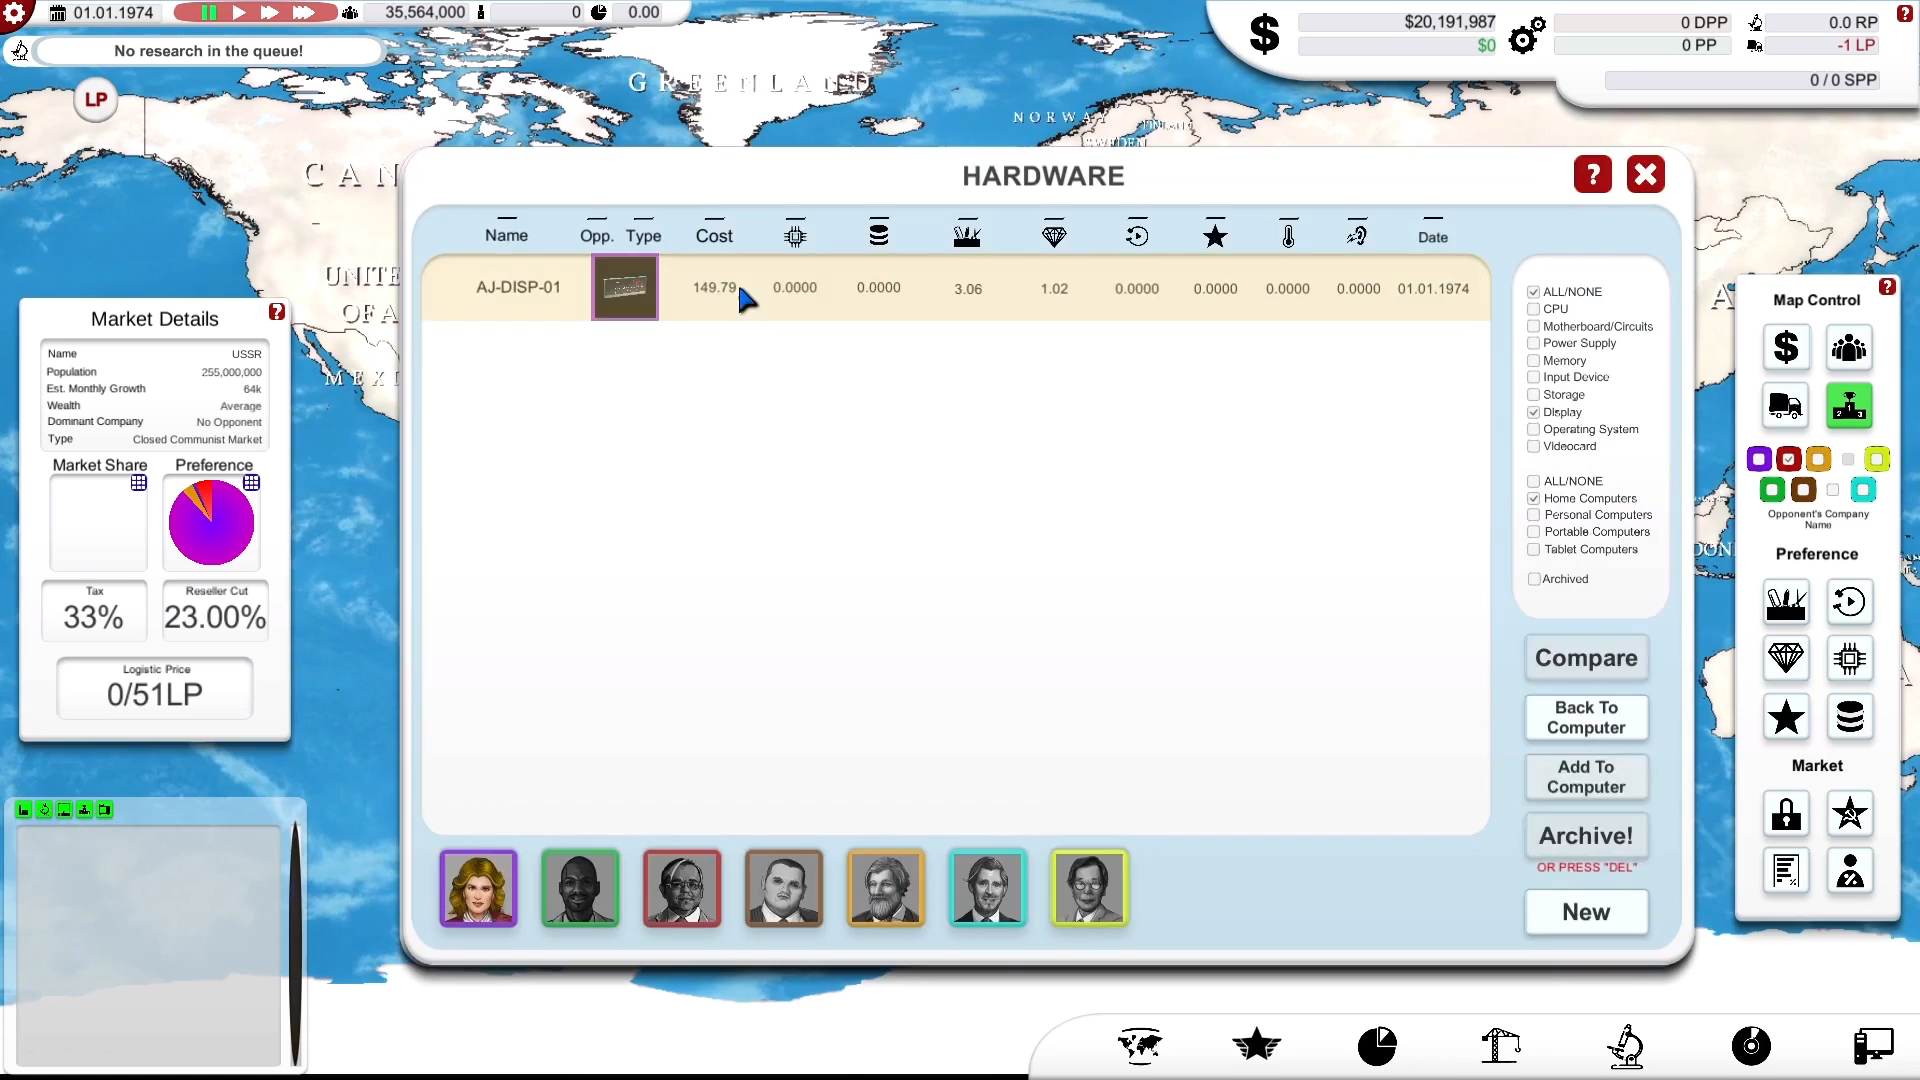 01.01.1974
35,564,000
0
0.00
No research in the queue!
LP
$20,191,987
$0
0 DPP
0 PP
0.0 RP
-1 LP
0 / 0 SPP
?
GREENLAND
NORWAY
SWEDEN
CAN
UNITE
OF A
MEXI
HARDWARE
?
Name Opp. Type Cost Date
AJ-DISP-01 149.79 0.0000 0.0000 3.06 1.02 0.0000 0.0000 0.0000 0.0000 01.01.1974
ALL/NONE
CPU
Motherboard/Circuits
Power Supply
Memory
Input Device
Storage
Display
Operating System
Videocard
ALL/NONE
Home Computers
Personal Computers
Portable Computers
Tablet Computers
Archived
Compare
Back To
Computer
Add To
Computer
Archive!
OR PRESS "DEL"
New
Market Details
?
Name USSR
Population 255,000,000
Est. Monthly Growth 64k
Wealth Average
Dominant Company No Opponent
Type Closed Communist Market
Market Share Preference
Tax
33%
Reseller Cut
23.00%
Logistic Price
0/51LP
Map Control
?
$
Opponent's Company
Name
Preference
Market